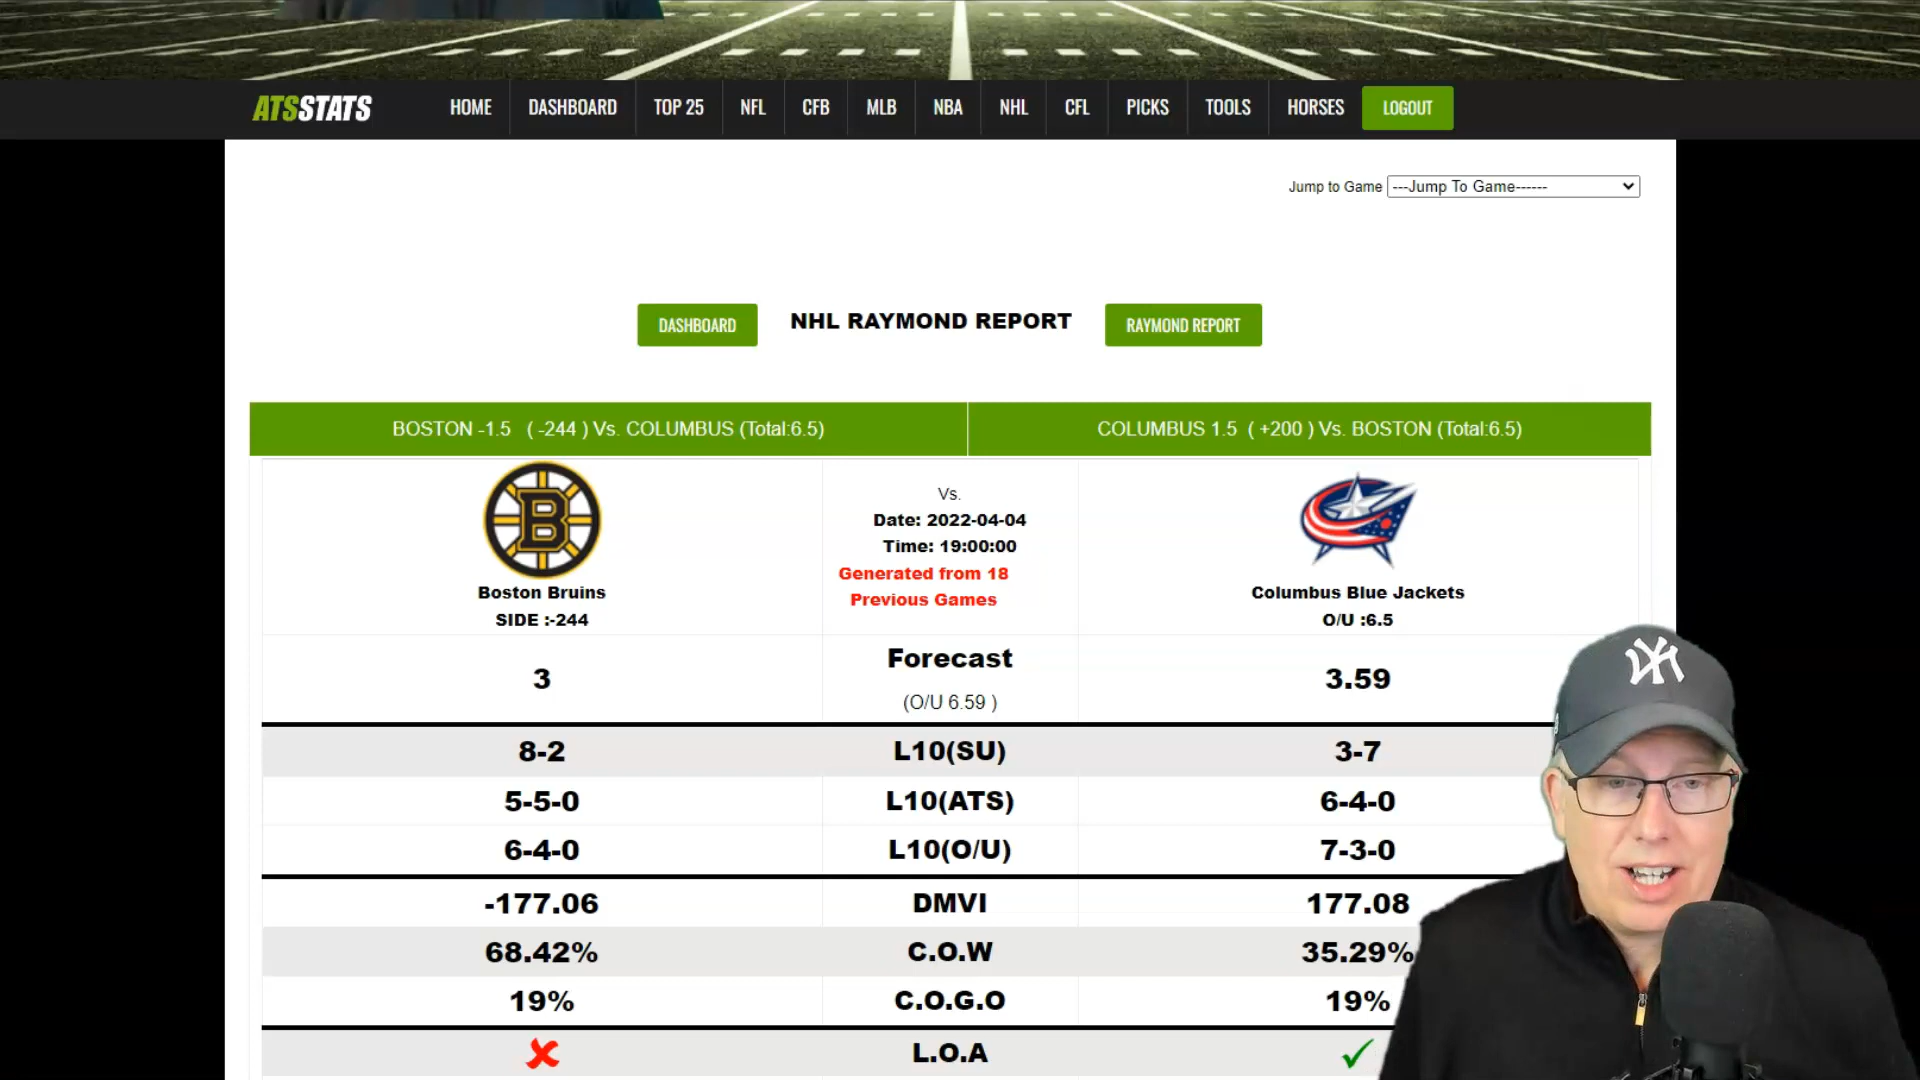 ATSSTATS HOME DASHBOARD TOP 25 NFL CFB MLB NBA NHL CFL PICKS TOOLS HORSES LOGOUT
Jump to Game ---Jump To Game------
DASHBOARD NHL RAYMOND REPORT RAYMOND REPORT
BOSTON -1.5 ( -244 ) Vs. COLUMBUS (Total:6.5) COLUMBUS 1.5 ( +200 ) Vs. BOSTON (Total:6.5)
B
Vs.
Date: 2022-04-04
Time: 19:00:00
Generated from 18
Previous Games
Boston Bruins Columbus Blue Jackets
SIDE :-244 O/U :6.5
3 Forecast 3.59
(O/U 6.59 )
8-2 L10(SU) 3-7
5-5-0 L10(ATS) 6-4-0
6-4-0 L10(O/U) 7-3-0
-177.06 DMVI 177.08
68.42% C.O.W 35.29%
19% C.O.G.O 19%
L.O.A
NY